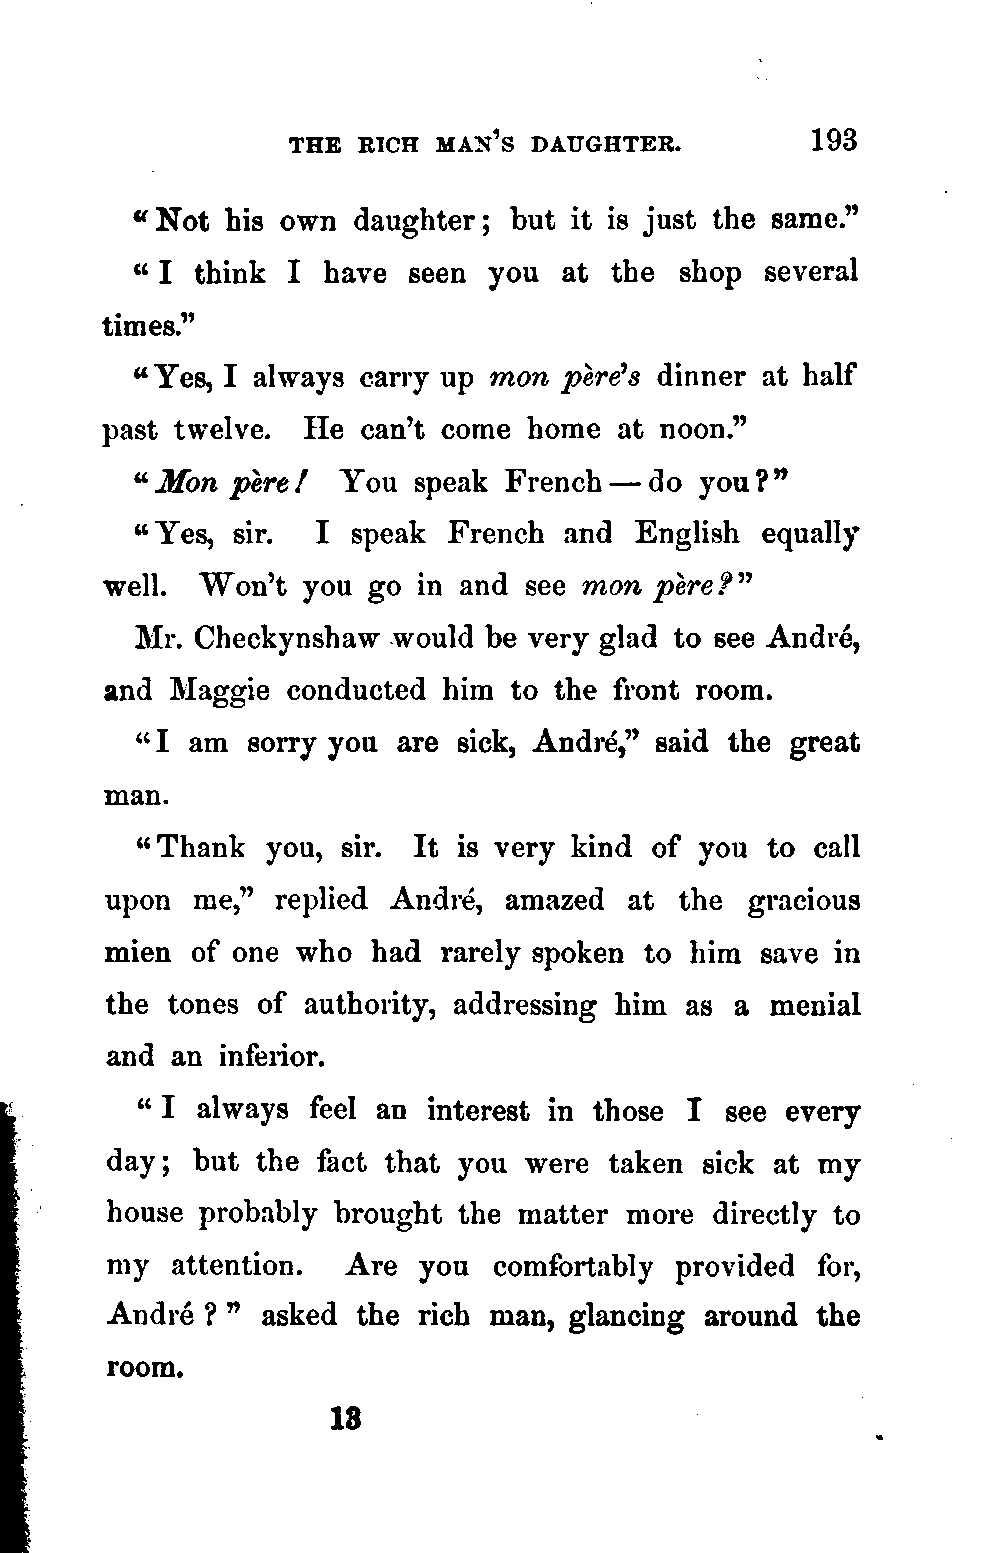 THE RICH MAN'S DAUGHTER. 193
"Not his own daughter; but it is just the same."
"I think I have seen you at the shop several
times."
"Yes, I always carry up mon père's dinner at half
past twelve. He can't come home at noon."
"Mon père! You speak French — do you?"
"Yes, sir. I speak French and English equally
well. Won't you go in and see mon père?"
Mr. Checkynshaw would be very glad to see André,
and Maggie conducted him to the front room.
"I am sorry you are sick, André," said the great
man.
"Thank you, sir. It is very kind of you to call
upon me," replied André, amazed at the gracious
mien of one who had rarely spoken to him save in
the tones of authority, addressing him as a menial
and an inferior.
"I always feel an interest in those I see every
day; but the fact that you were taken sick at my
house probably brought the matter more directly to
my attention. Are you comfortably provided for,
André?" asked the rich man, glancing around the
room.
13